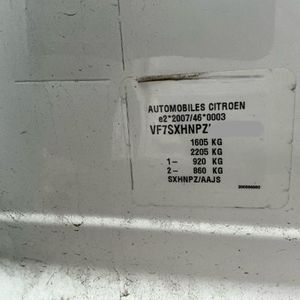 AUTOMOBILES CITROEN
e2*2007/46*0003
VF7SXHNPZ
1605 KG
2205 KG
1- 920 KG
2- 860 KG
SXHNPZ/AAJS